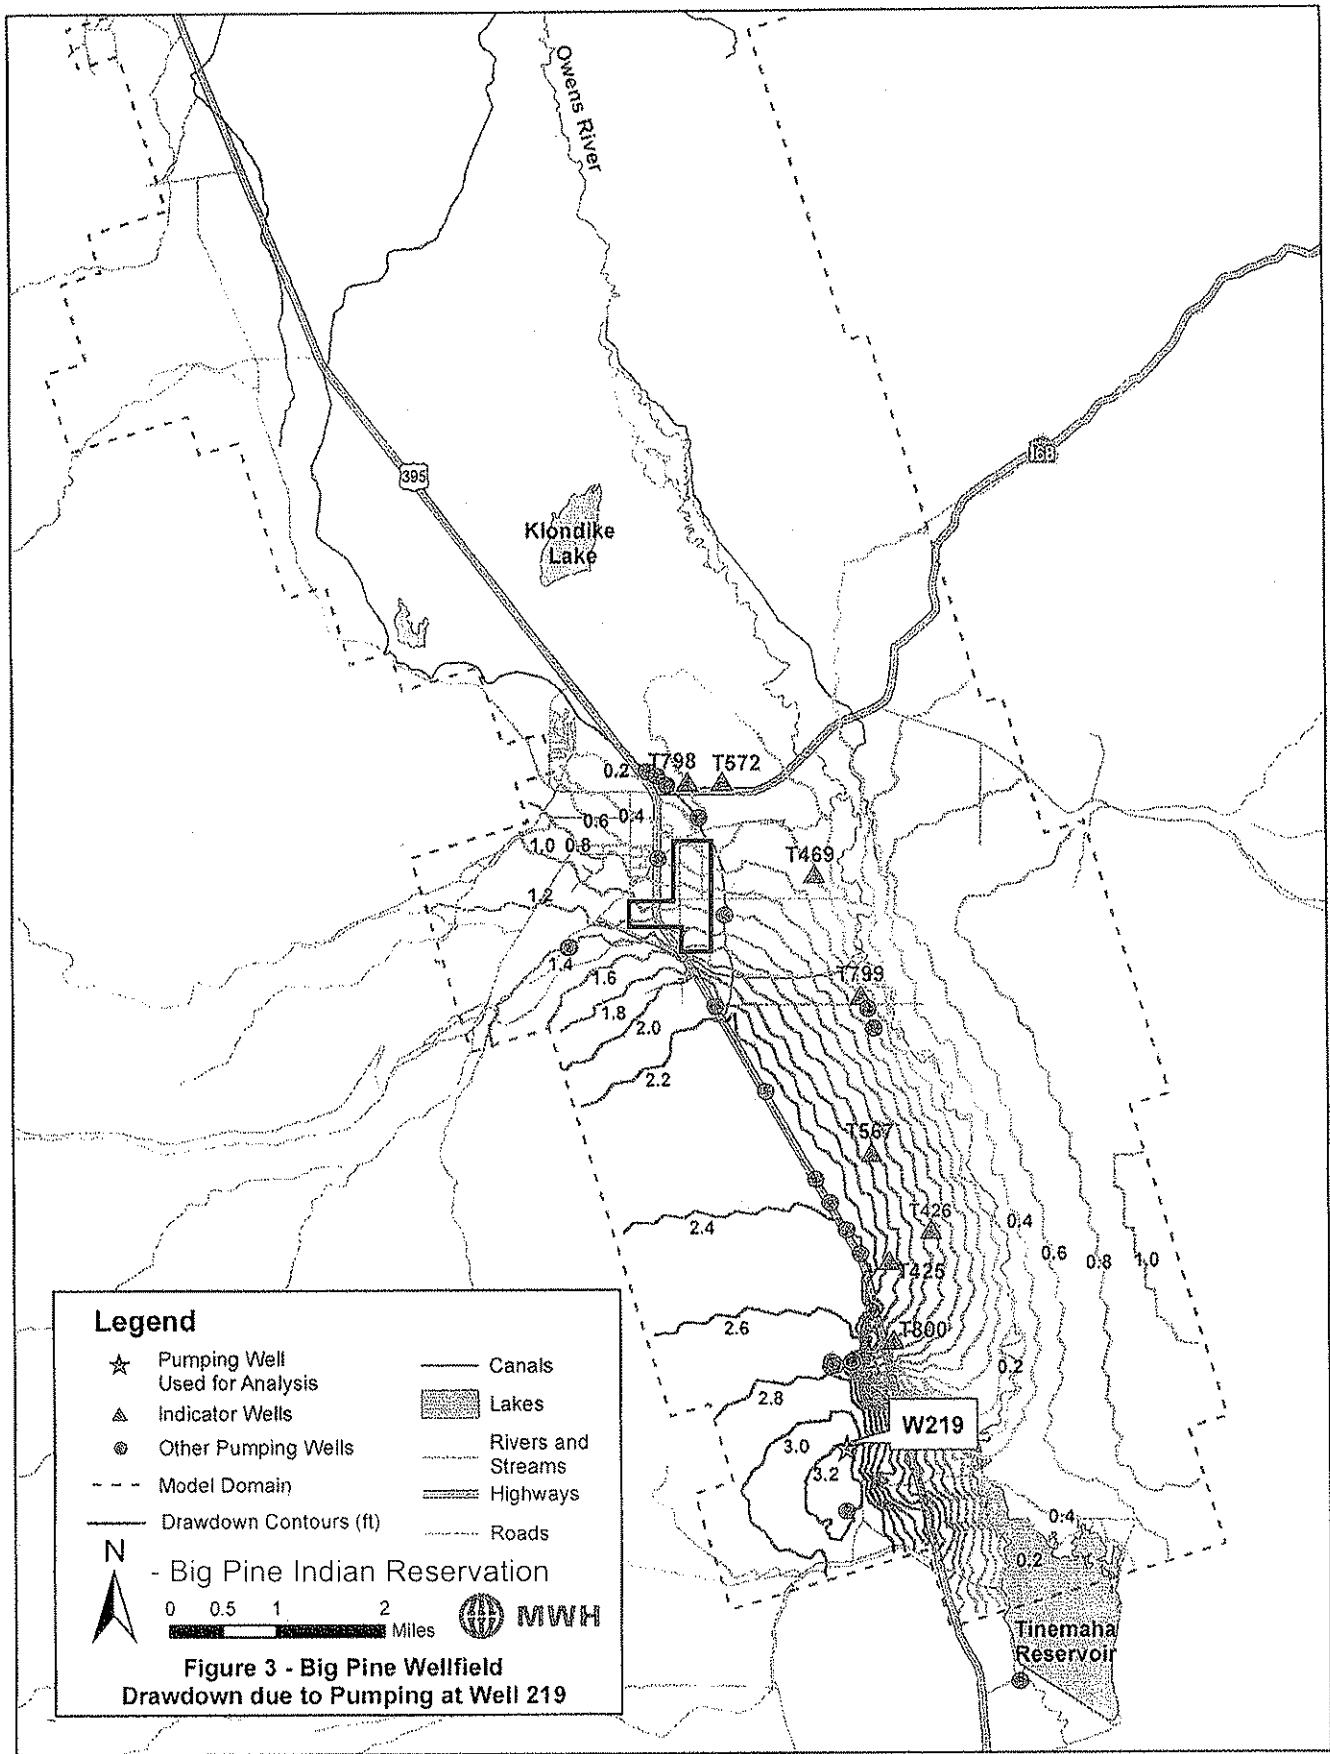 Owens River
168
395
Klondike
Lake
T798
T572
0.2
0.6
0.4
1.0
0.8
T469
1.2
1.4
1.6
T799
1.8
2.0
2.2
T567
2.4
T426
0.4
0.6
0.8
1.0
T425
2.6
T800
0.2
2.8
W219
3.0
3.2
0.4
0.2
Tinemaha
Reservoir
Legend
Pumping Well
Used for Analysis
Indicator Wells
Other Pumping Wells
Model Domain
Drawdown Contours (ft)
Canals
Lakes
Rivers and
Streams
Highways
Roads
N
- Big Pine Indian Reservation
0 0.5 1 2
Miles
MWH
Figure 3 - Big Pine Wellfield
Drawdown due to Pumping at Well 219